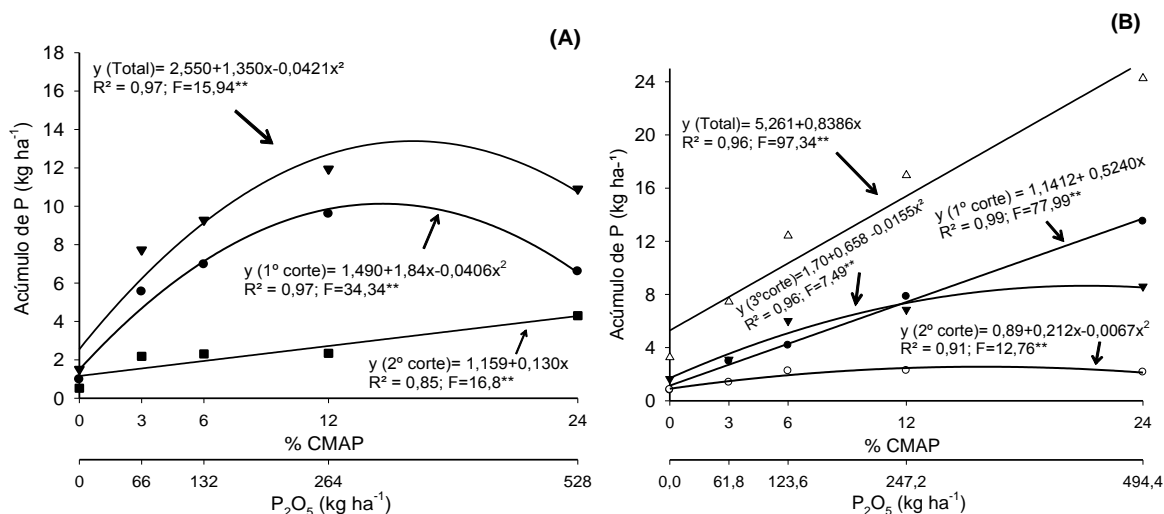 (A)
18
16
14
12
10
8
6
4
2
0
Acúmulo de P (kg ha⁻¹)
y (Total)= 2,550+1,350x-0,0421x²
R² = 0,97; F=15,94**
y (1º corte) = 1,490+1,84x-0,0406x²
R² = 0,97; F=34,34**
y (2º corte) = 1,159+0,130x
R² = 0,85; F=16,8**
0 3 6 12 24
% CMAP
0 66 132 264 528
P₂O₅ (kg ha⁻¹)
(B)
24
20
16
12
8
4
0
Acúmulo de P (kg ha-¹)
y (Total)= 5,261+0,8386x
R² = 0,96; F=97,34**
y (1º corte) = 1,1412+ 0,5240x
R² = 0,99; F=77,99**
y (3ºcorte)=1,70+0,658 -0,0155x²
R² = 0,96; F=7,49**
y (2º corte) = 0,89+0,212x-0,0067x²
R² = 0,91; F=12,76**
0 3 6 12 24
% CMAP
0,0 61,8 123,6 247,2 494,4
P₂O₅ (kg ha⁻¹)